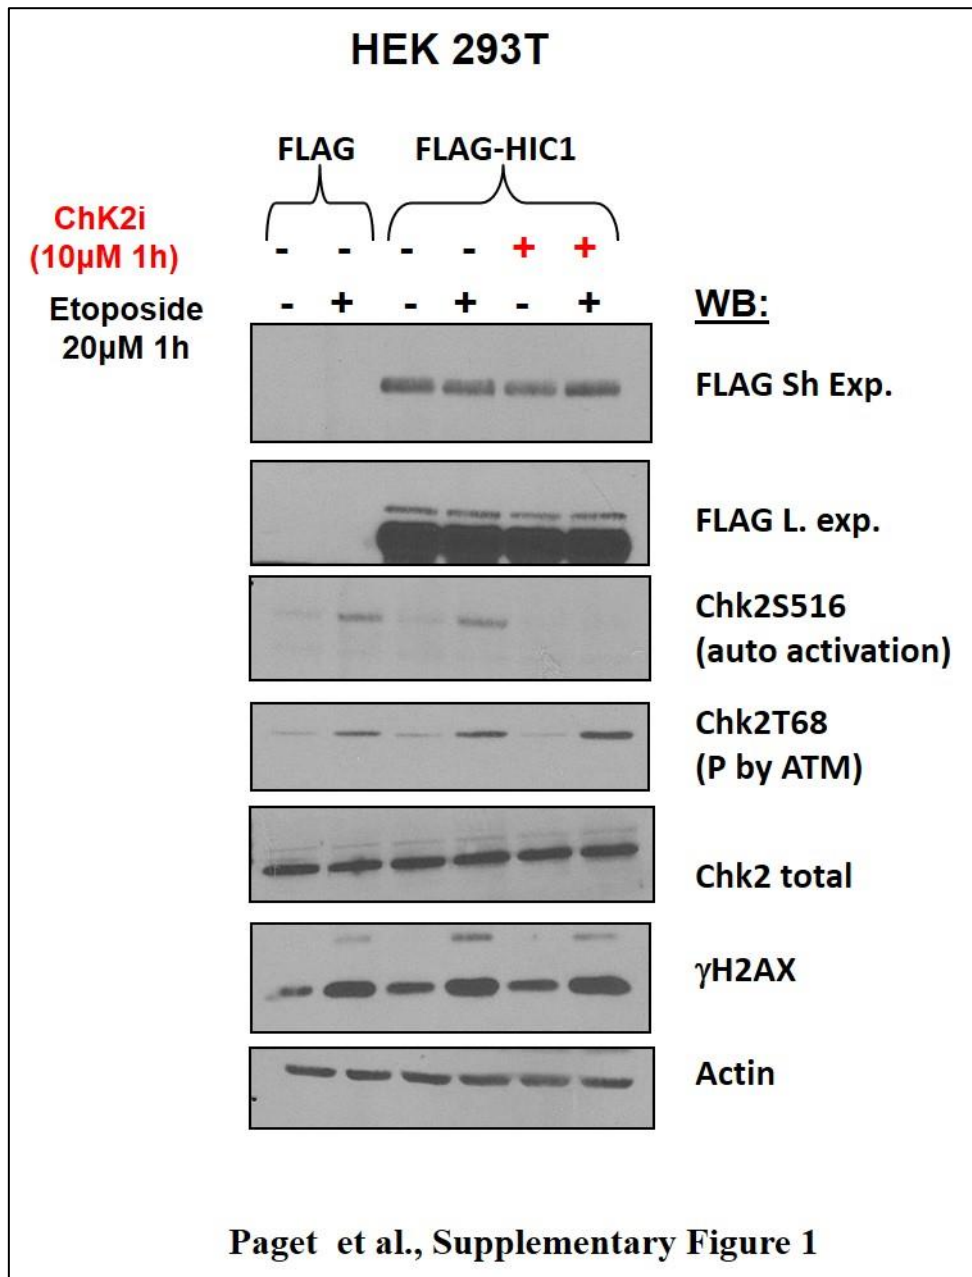 HEK 293T
FLAG FLAG-HIC1
ChK2i
(10µM 1h) - - - - + +
Etoposide
20µM 1h - + - + - +
WB:
FLAG Sh Exp.
FLAG L. exp.
Chk2S516
(auto activation)
Chk2T68
(P by ATM)
Chk2 total
γH2AX
Actin
Paget et al., Supplementary Figure 1